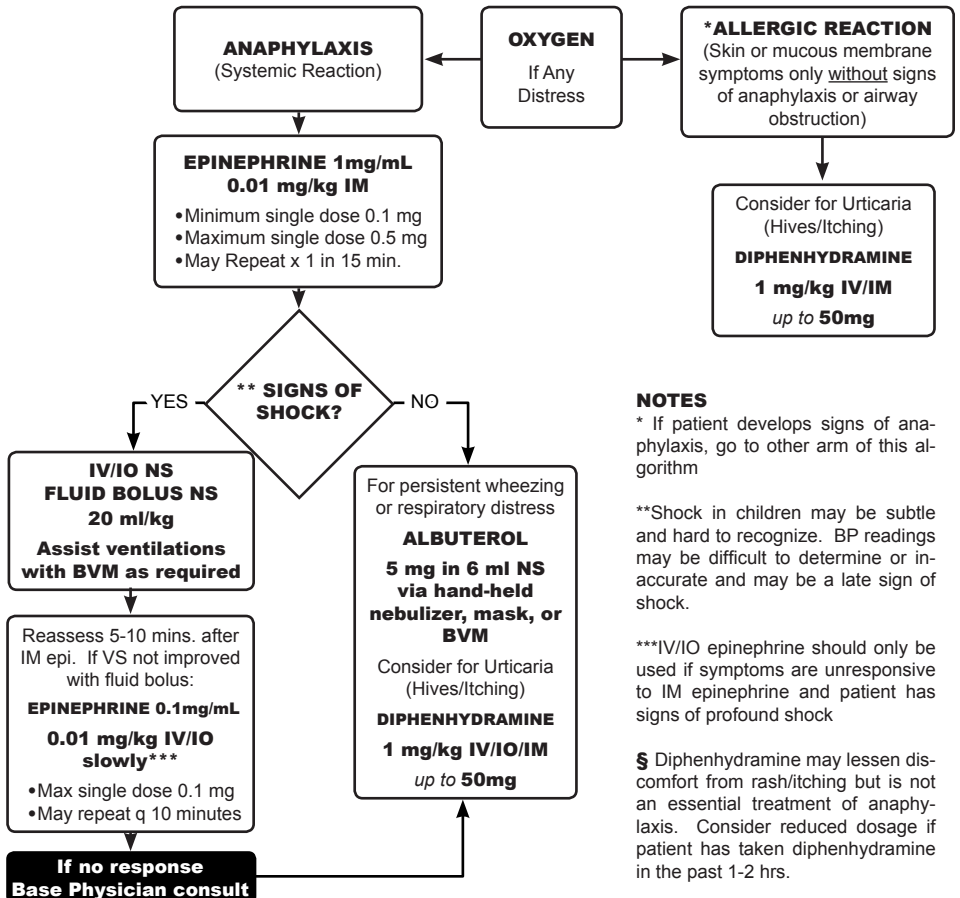 ANAPHYLAXIS
(Systemic Reaction)
OXYGEN
If Any
Distress
*ALLERGIC REACTION
(Skin or mucous membrane
symptoms only without signs
of anaphylaxis or airway
obstruction)
EPINEPHRINE 1mg/mL
0.01 mg/kg IM
•Minimum single dose 0.1 mg
•Maximum single dose 0.5 mg
•May Repeat x 1 in 15 min.
Consider for Urticaria
(Hives/Itching)
DIPHENHYDRAMINE
1 mg/kg IV/IM
up to 50mg
** SIGNS OF
SHOCK?
YES
NO
IV/IO NS
FLUID BOLUS NS
20 ml/kg
Assist ventilations
with BVM as required
Reassess 5-10 mins. after
IM epi. If VS not improved
with fluid bolus:
EPINEPHRINE 0.1mg/mL
0.01 mg/kg IV/IO
slowly***
•Max single dose 0.1 mg
•May repeat q 10 minutes
If no response
Base Physician consult
For persistent wheezing
or respiratory distress
ALBUTEROL
5 mg in 6 ml NS
via hand-held
nebulizer, mask, or
BVM
Consider for Urticaria
(Hives/Itching)
DIPHENHYDRAMINE
1 mg/kg IV/IO/IM
up to 50mg
NOTES
* If patient develops signs of ana-
phylaxis, go to other arm of this al-
gorithm
**Shock in children may be subtle
and hard to recognize. BP readings
may be difficult to determine or in-
accurate and may be a late sign of
shock.
***IV/IO epinephrine should only be
used if symptoms are unresponsive
to IM epinephrine and patient has
signs of profound shock
§ Diphenhydramine may lessen dis-
comfort from rash/itching but is not
an essential treatment of anaphy-
laxis. Consider reduced dosage if
patient has taken diphenhydramine
in the past 1-2 hrs.